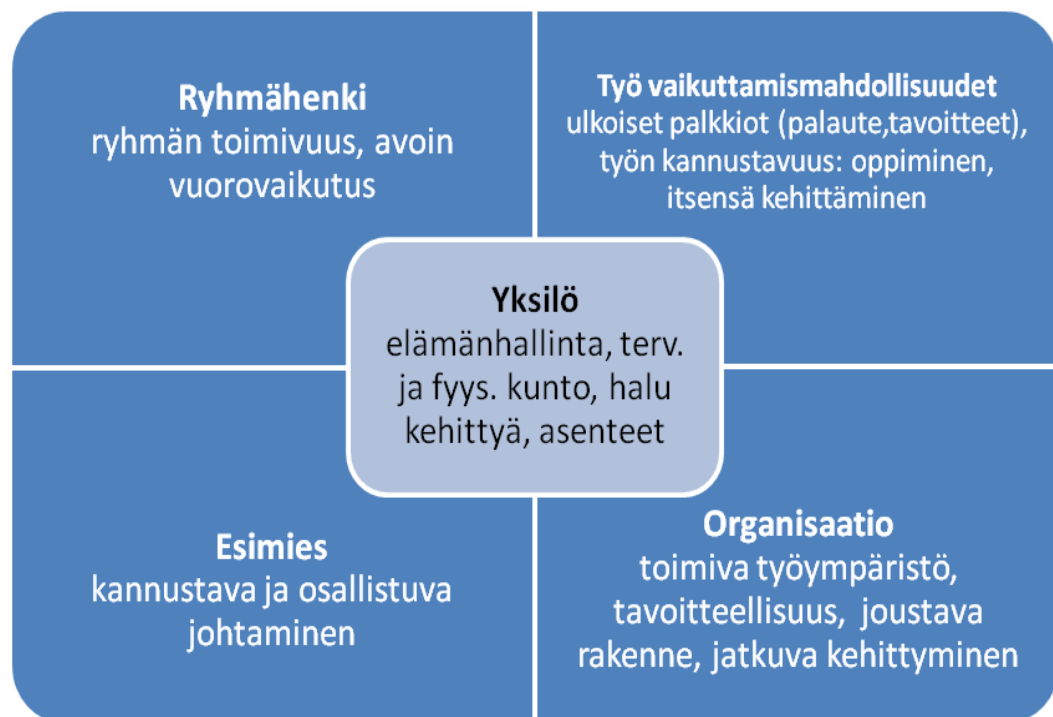 Ryhmähenki
ryhmän toimivuus, avoin
vuorovaikutus
Työ vaikuttamismahdollisuudet
ulkoiset palkkiot (palaute,tavoitteet),
työn kannustavuus: oppiminen,
itsensä kehittäminen
Yksilö
elämänhallinta, terv.
ja fyys. kunto, halu
kehittyä, asenteet
Esimies
kannustava ja osallistuva
johtaminen
Organisaatio
toimiva työympäristö,
tavoitteellisuus, joustava
rakenne, jatkuva kehittyminen